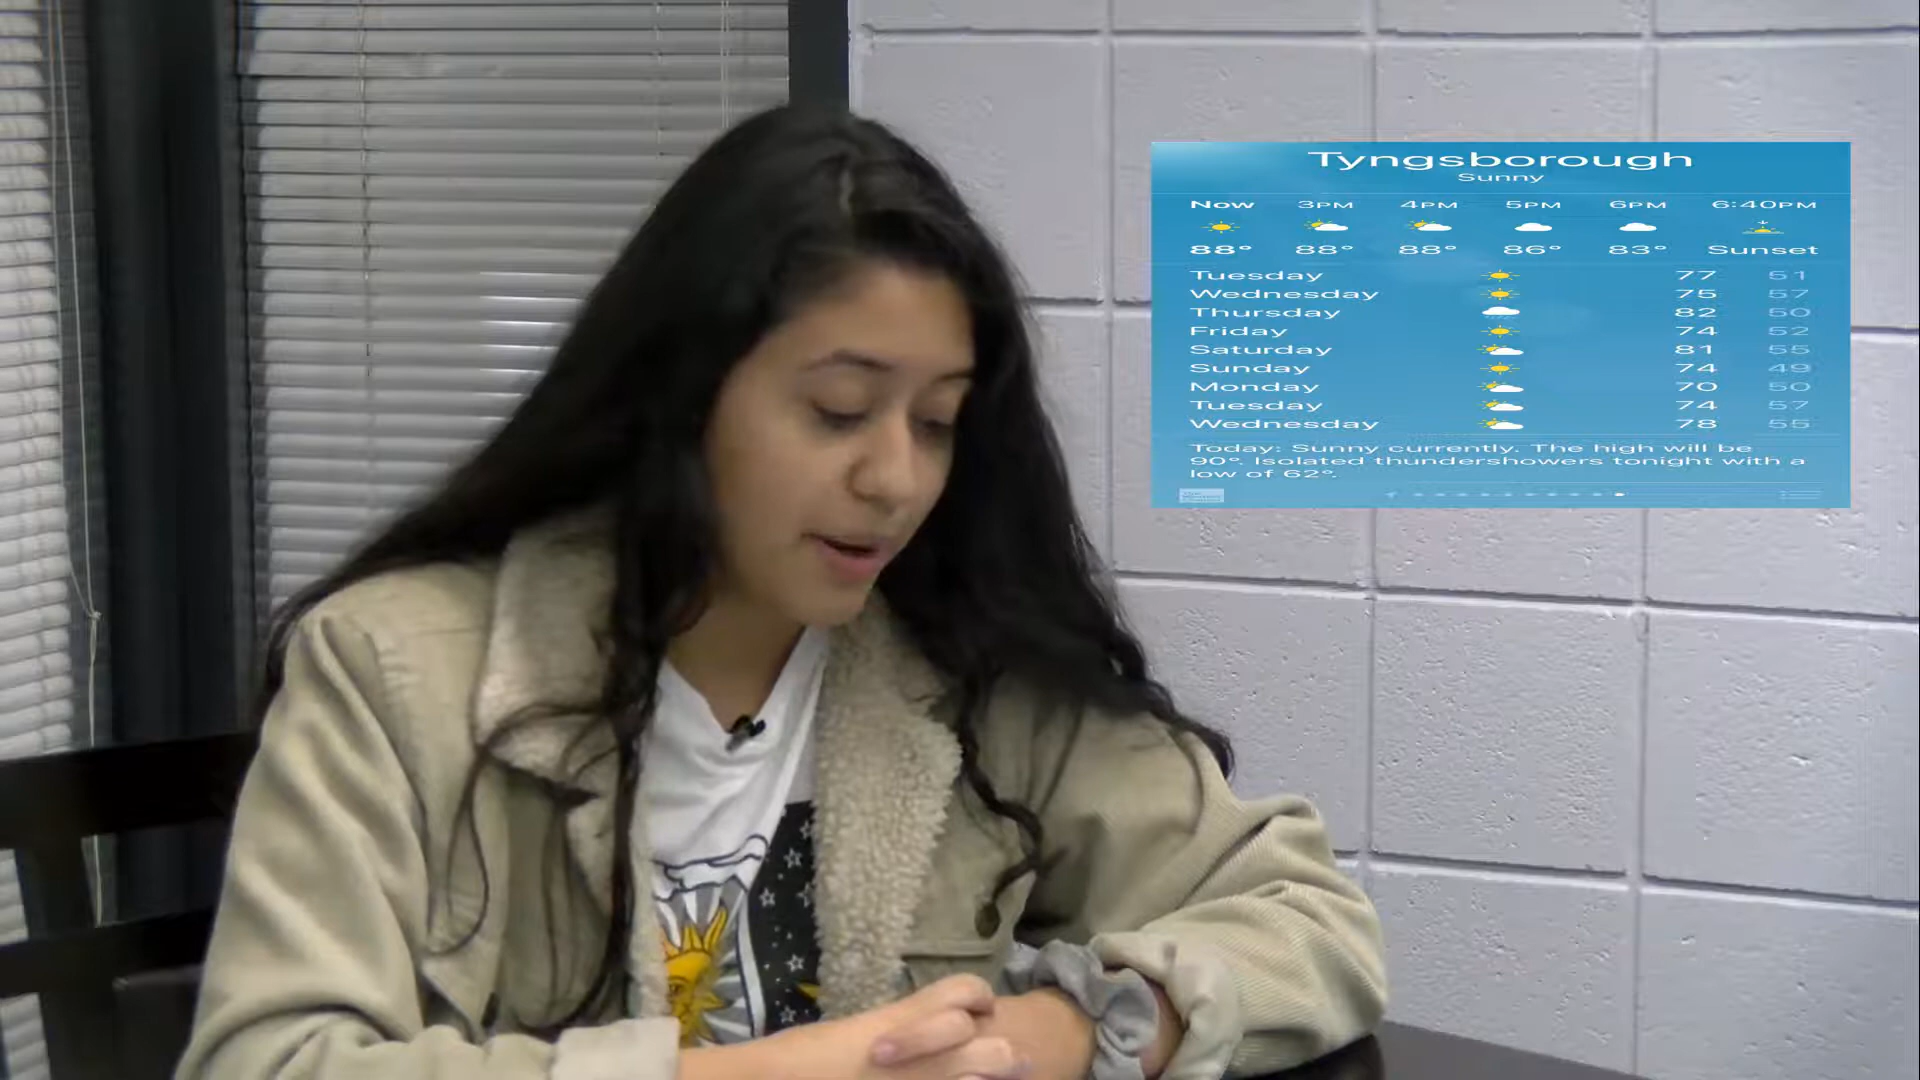 Tyngsborough
Sunny
Now 3PM 4PM 5PM 6PM 6:40PM
88° 88° 88° 86° 83° Sunset
Tuesday 77 51
Wednesday 75 57
Thursday 82 50
Friday 74 52
Saturday 81 55
Sunday 74 49
Monday 70 50
Tuesday 74 57
Wednesday 78 55
Today: Sunny currently. The high will be
90°. Isolated thundershowers tonight with a
low of 62°.